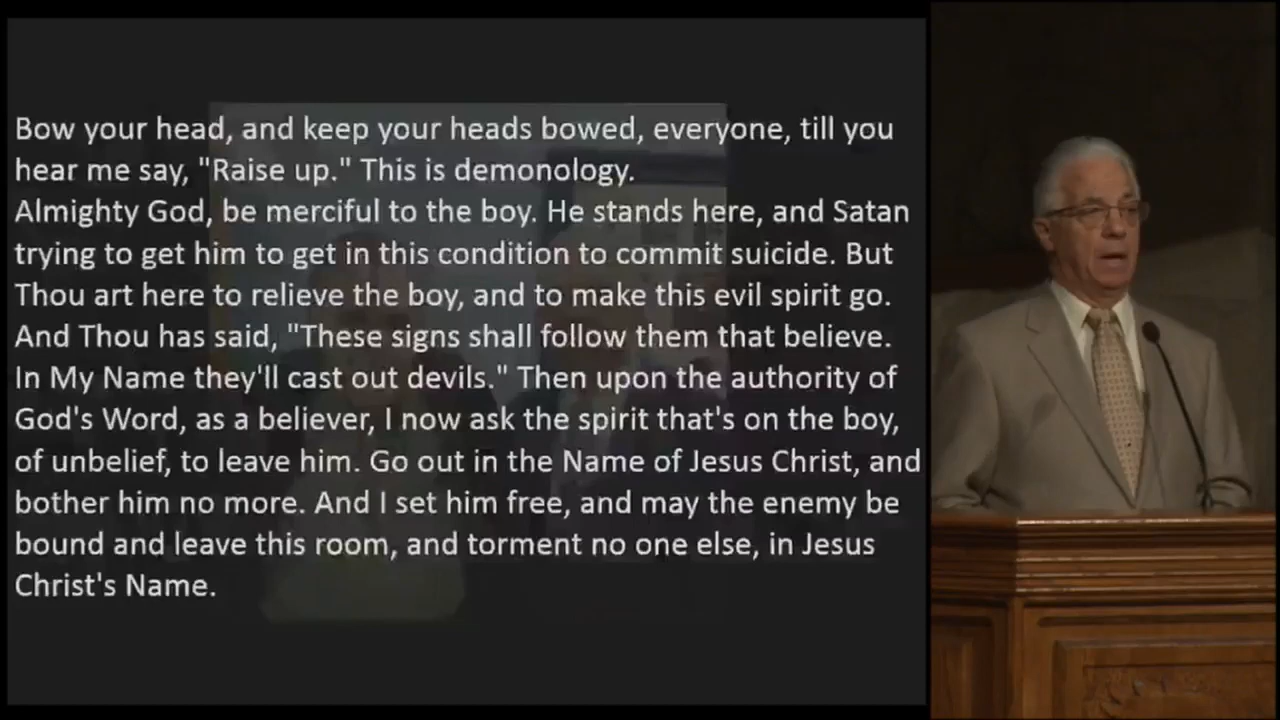 Bow your head, and keep your heads bowed, everyone, till you
hear me say, "Raise up." This is demonology.
Almighty God, be merciful to the boy. He stands here, and Satan
trying to get him to get in this condition to commit suicide. But
Thou art here to relieve the boy, and to make this evil spirit go.
And Thou has said, "These signs shall follow them that believe.
In My Name they'll cast out devils." Then upon the authority of
God's Word, as a believer, I now ask the spirit that's on the boy,
of unbelief, to leave him. Go out in the Name of Jesus Christ, and
bother him no more. And I set him free, and may the enemy be
bound and leave this room, and torment no one else, in Jesus
Christ's Name.